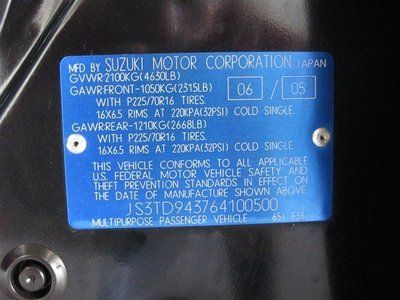 MFD BY SUZUKI MOTOR CORPORATION JAPAN
GVWR 2100KG(4630LB)
GAWR FRONT-1050KG(2315LB) 06 / 05
WITH P225/70R16 TIRES.
16X6.5 RIMS AT 220KPA(32PSI) COLD SINGLE.
GAWR REAR-1210KG(2668LB)
WITH P225/70R16 TIRES.
16X6.5 RIMS AT 220KPA(32PSI) COLD SINGLE.
THIS VEHICLE CONFORMS TO ALL APPLICABLE
U.S. FEDERAL MOTOR VEHICLE SAFETY AND
THEFT PREVENTION STANDARDS IN EFFECT ON
THE DATE OF MANUFACTURE SHOWN ABOVE.
JS3TD943764100500
MULTIPURPOSE PASSENGER VEHICLE 65J